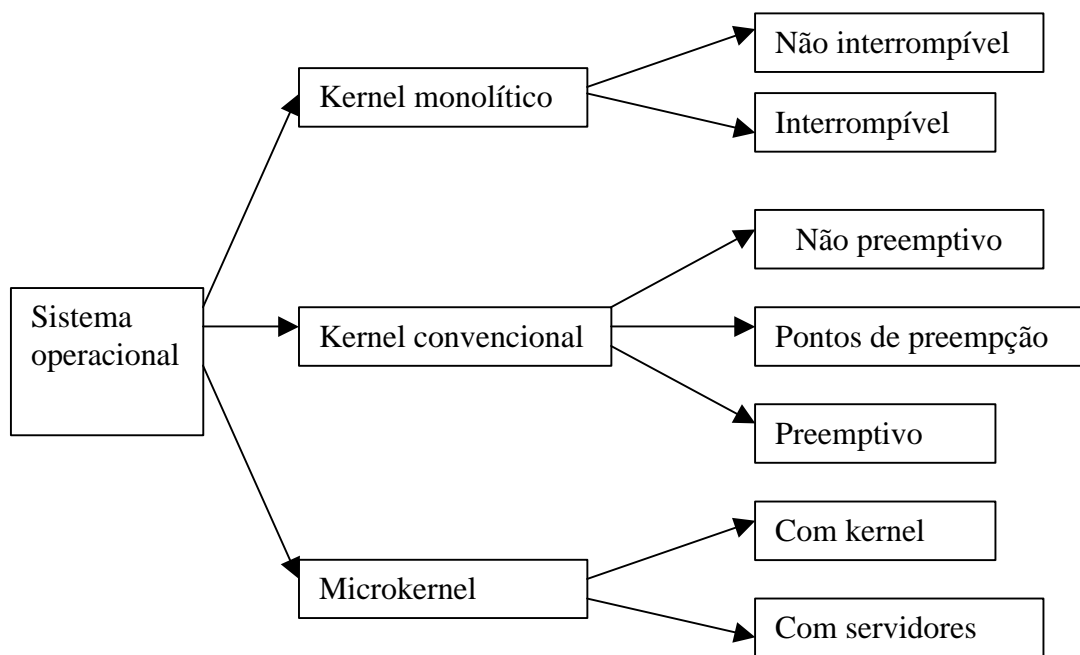 Não interrompível
Kernel monolítico
Interrompível
Não preemptivo
Sistema
operacional
Kernel convencional
Pontos de preempção
Preemptivo
Com kernel
Microkernel
Com servidores